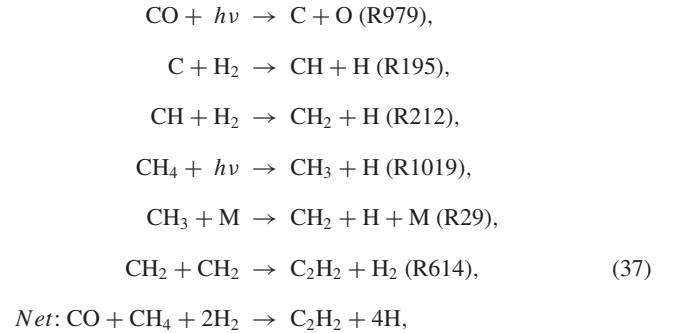 CO + hν → C + O (R979),
C + H₂ → CH + H (R195),
CH + H₂ → CH₂ + H (R212),
CH₄ + hν → CH₃ + H (R1019),
CH₃ + M → CH₂ + H + M (R29),
CH₂ + CH₂ → C₂H₂ + H₂ (R614), (37)
Net: CO + CH₄ + 2H₂ → C₂H₂ + 4H,